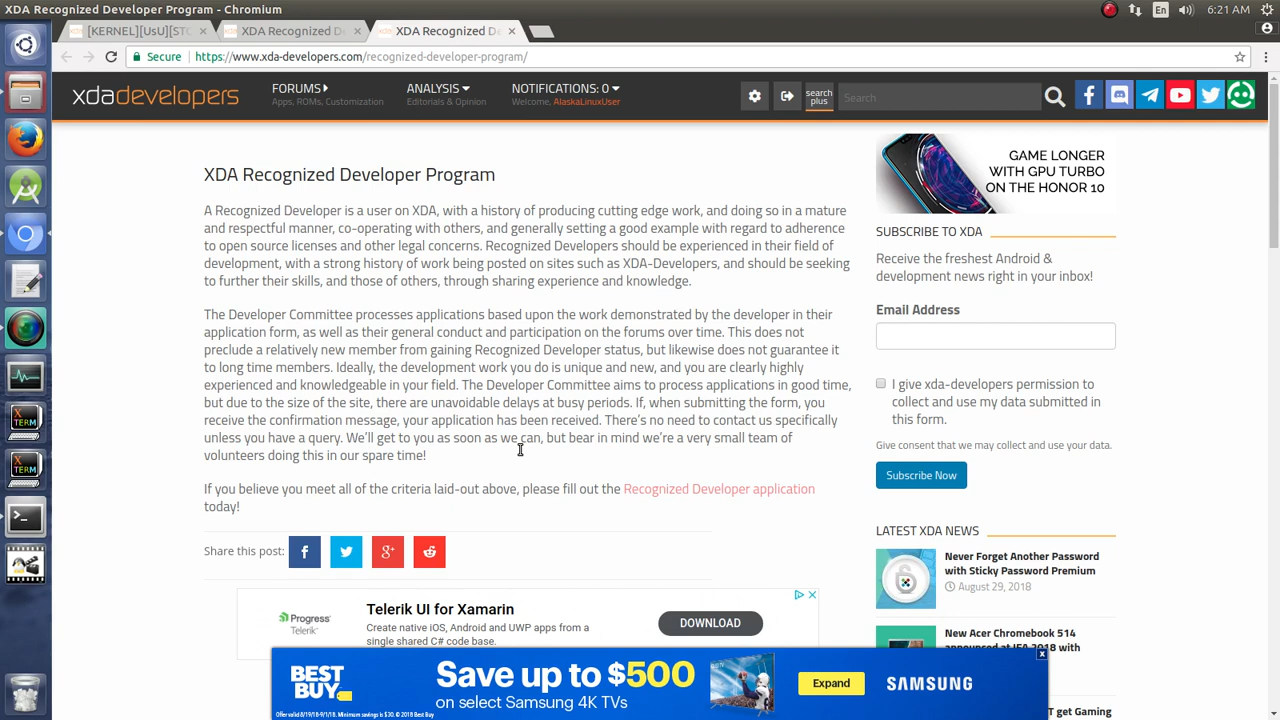 XDA Recognized Developer Program - Chromium
En
6:21 AM
[KERNEL][UsU][STC
XDA Recognized De
XDA Recognized De
Secure
https://www.xda-developers.com/recognized-developer-program/
xdadevelopers
FORUMS
Apps, ROMs, Customization
ANALYSIS
Editorials & Opinion
NOTIFICATIONS: 0
Welcome, AlaskaLinuxUser
search
plus
Search
XDA Recognized Developer Program
A Recognized Developer is a user on XDA, with a history of producing cutting edge work, and doing so in a mature
and respectful manner, co-operating with others, and generally setting a good example with regard to adherence
to open source licenses and other legal concerns. Recognized Developers should be experienced in their field of
development, with a strong history of work being posted on sites such as XDA-Developers, and should be seeking
to further their skills, and those of others, through sharing experience and knowledge.
The Developer Committee processes applications based upon the work demonstrated by the developer in their
application form, as well as their general conduct and participation on the forums over time. This does not
preclude a relatively new member from gaining Recognized Developer status, but likewise does not guarantee it
to long time members. Ideally, the development work you do is unique and new, and you are clearly highly
experienced and knowledgeable in your field. The Developer Committee aims to process applications in good time,
but due to the size of the site, there are unavoidable delays at busy periods. If, when submitting the form, you
receive the confirmation message, your application has been received. There's no need to contact us specifically
unless you have a query. We'll get to you as soon as we can, but bear in mind we're a very small team of
volunteers doing this in our spare time!
If you believe you meet all of the criteria laid-out above, please fill out the Recognized Developer application
today!
Share this post:
Progress
Telerik
Telerik UI for Xamarin
Create native iOS, Android and UWP apps from a
single shared C# code base.
DOWNLOAD
GAME LONGER
WITH GPU TURBO
ON THE HONOR 10
SUBSCRIBE TO XDA
Receive the freshest Android &
development news right in your inbox!
Email Address
I give xda-developers permission to
collect and use my data submitted in
this form.
Give consent that we may collect and use your data.
Subscribe Now
LATEST XDA NEWS
Never Forget Another Password
with Sticky Password Premium
August 29, 2018
New Acer Chromebook 514
announced at IFA 2018 with
T get Gaming
BEST
BUY
Save up to $500
on select Samsung 4K TVs
Offer valid 8/19/18-9/1/18. Minimum savings is $30. © 2018 Best Buy
Expand
SAMSUNG
X
TERM
X
TERM